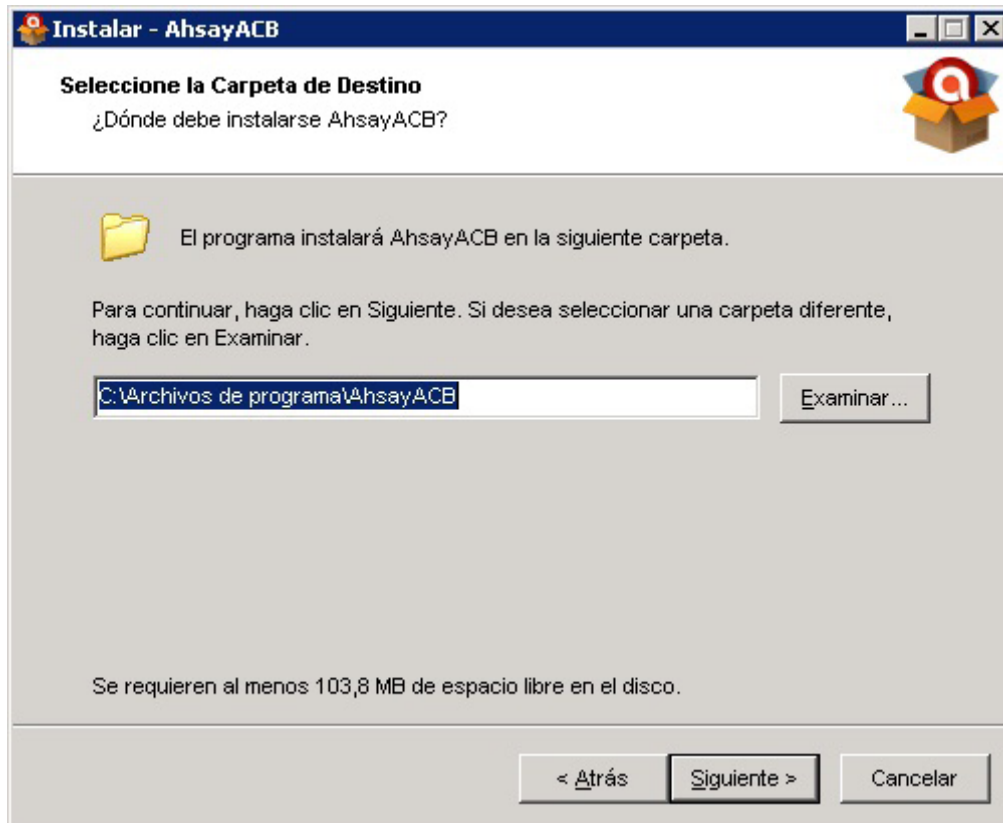 Instalar - AhsayACB
Seleccione la Carpeta de Destino
¿Dónde debe instalarse AhsayACB?
El programa instalará AhsayACB en la siguiente carpeta.
Para continuar, haga clic en Siguiente. Si desea seleccionar una carpeta diferente,
haga clic en Examinar.
C:\Archivos de programa\AhsayACB
Examinar...
Se requieren al menos 103,8 MB de espacio libre en el disco.
< Atrás
Siguiente >
Cancelar